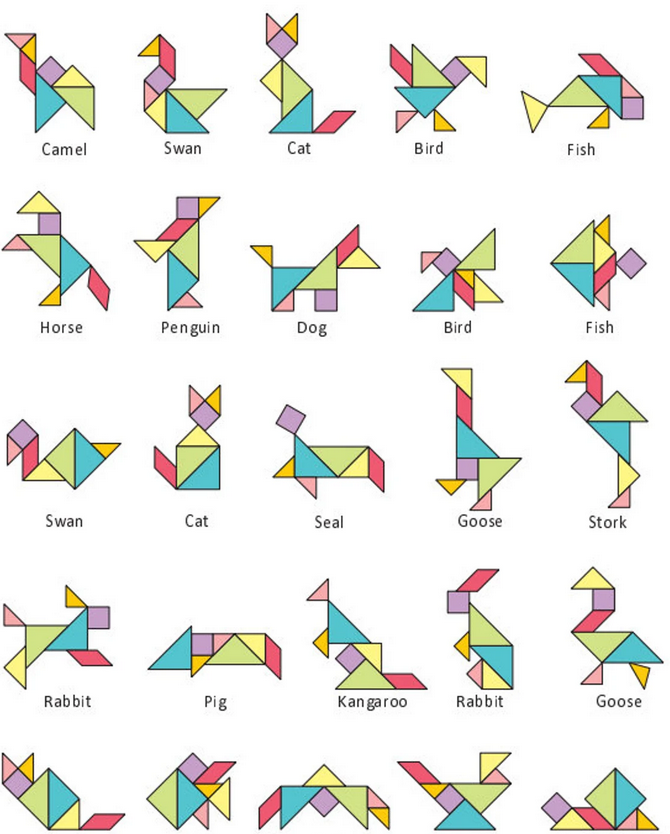 Camel Swan Cat Bird Fish
Horse Penguin Dog Bird Fish
Swan Cat Seal Goose Stork
Rabbit Pig Kangaroo Rabbit Goose